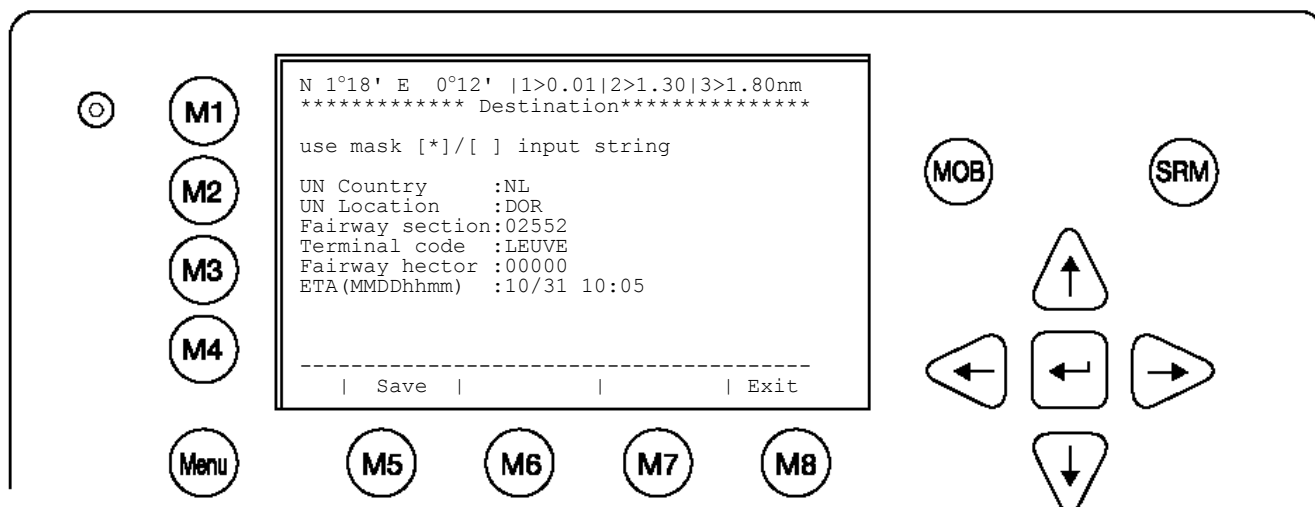 N 1°18' E  0°12' |1>0.01|2>1.30|3>1.80nm
************* Destination***************
use mask [*]/[ ] input string
UN Country     :NL
UN Location    :DOR
Fairway section:02552
Terminal code  :LEUVE
Fairway hector :00000
ETA(MMDDhhmm)  :10/31 10:05
----------------------------------------
| Save |          |         | Exit
M1
M2
M3
M4
Menu
M5
M6
M7
M8
MOB
SRM